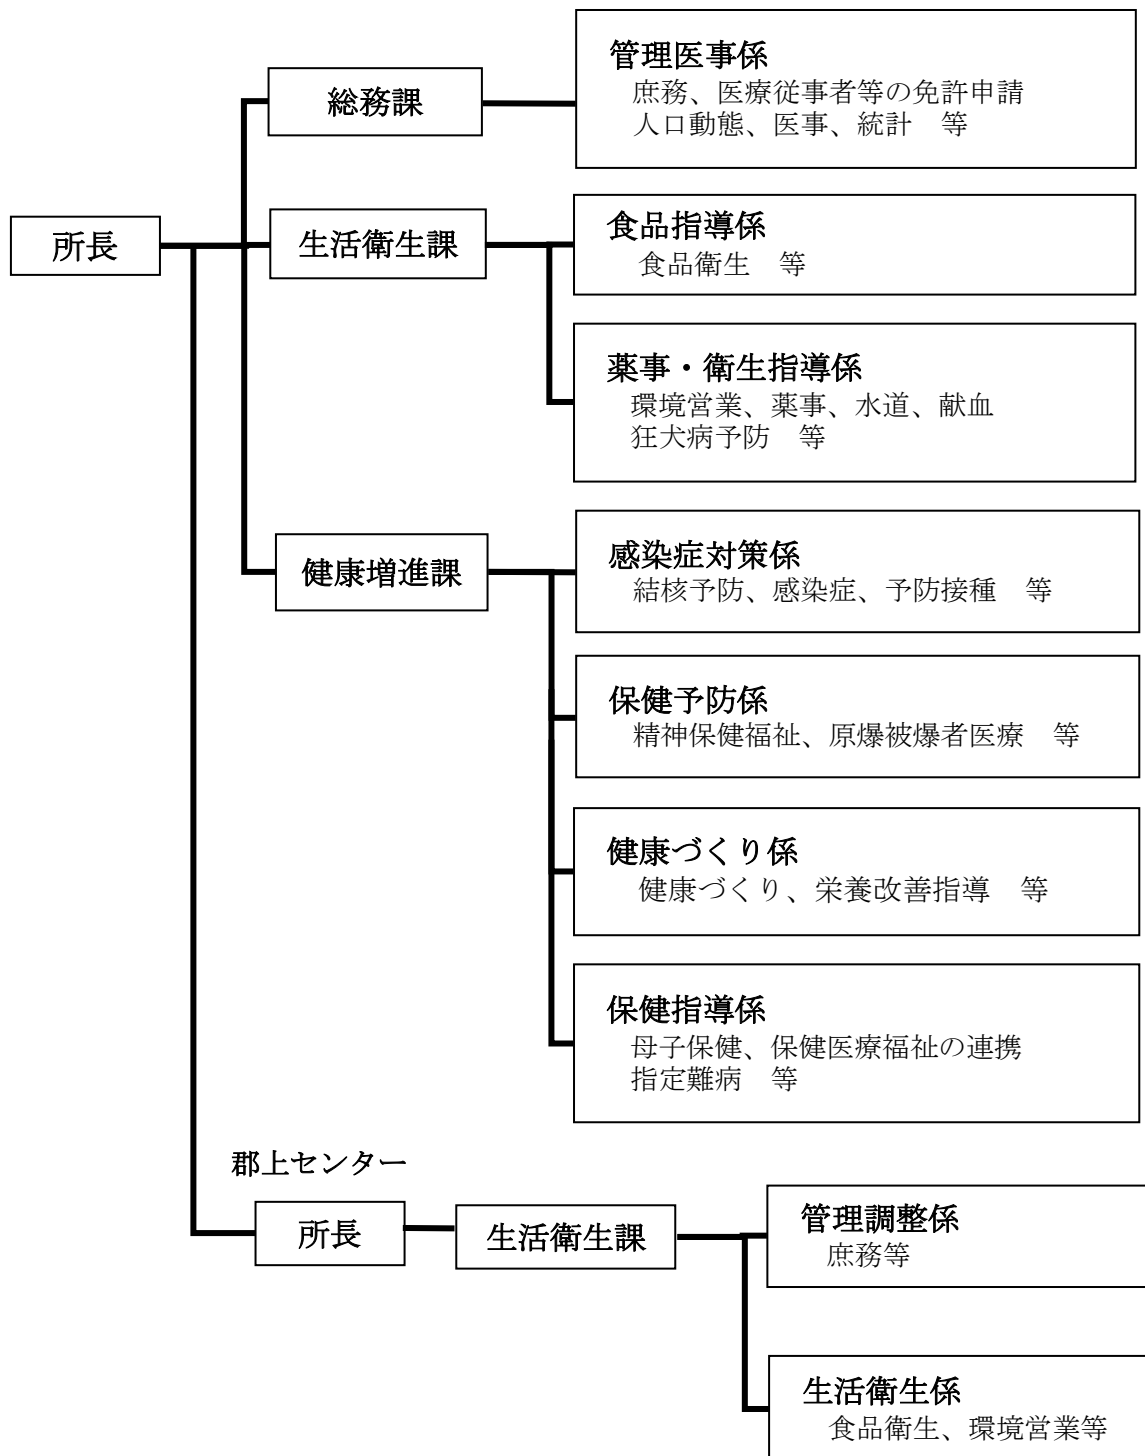 所長
総務課
管理医事係
庶務、医療従事者等の免許申請
人口動態、医事、統計　等
生活衛生課
食品指導係
食品衛生　等
薬事・衛生指導係
環境営業、薬事、水道、献血
狂犬病予防　等
健康増進課
感染症対策係
結核予防、感染症、予防接種　等
保健予防係
精神保健福祉、原爆被爆者医療　等
健康づくり係
健康づくり、栄養改善指導　等
保健指導係
母子保健、保健医療福祉の連携
指定難病　等
郡上センター
所長
生活衛生課
管理調整係
庶務等
生活衛生係
食品衛生、環境営業等